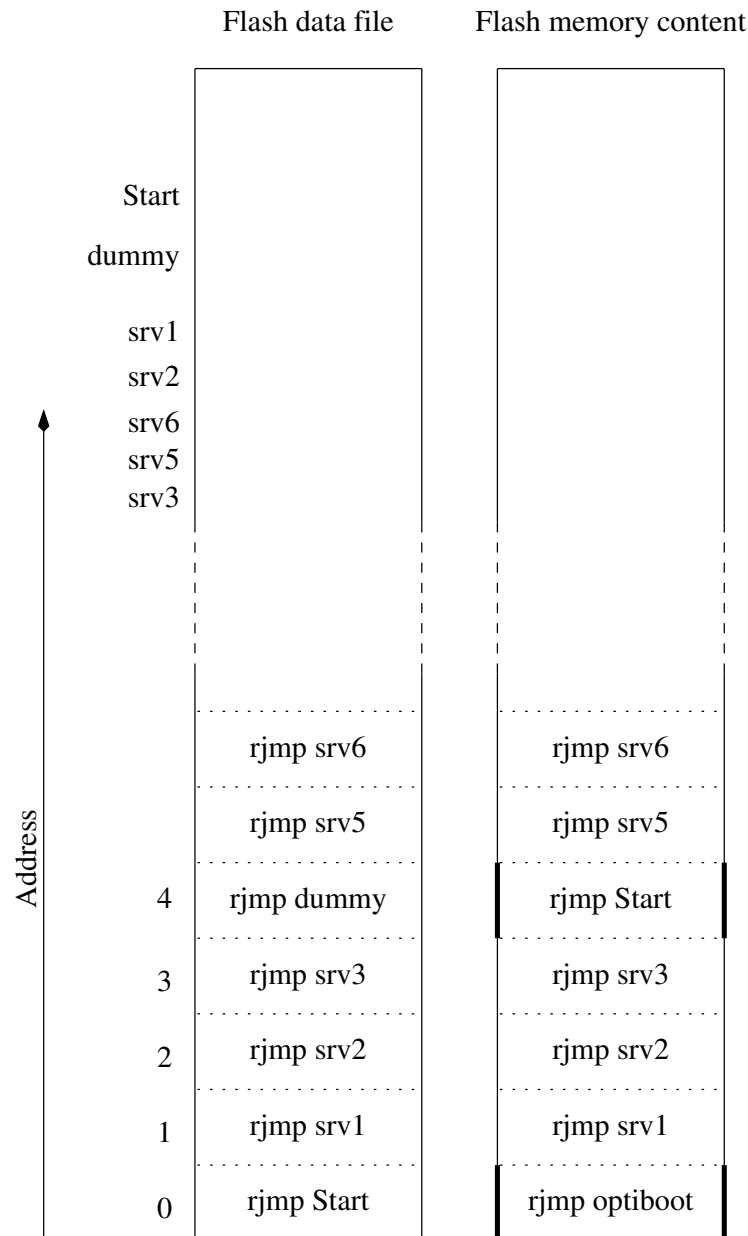 Flash data file
Flash memory content
Start
dummy
srv1
srv2
srv6
srv5
srv3
Address
rjmp srv6
rjmp srv6
rjmp srv5
rjmp srv5
4
rjmp dummy
rjmp Start
3
rjmp srv3
rjmp srv3
2
rjmp srv2
rjmp srv2
1
rjmp srv1
rjmp srv1
0
rjmp Start
rjmp optiboot